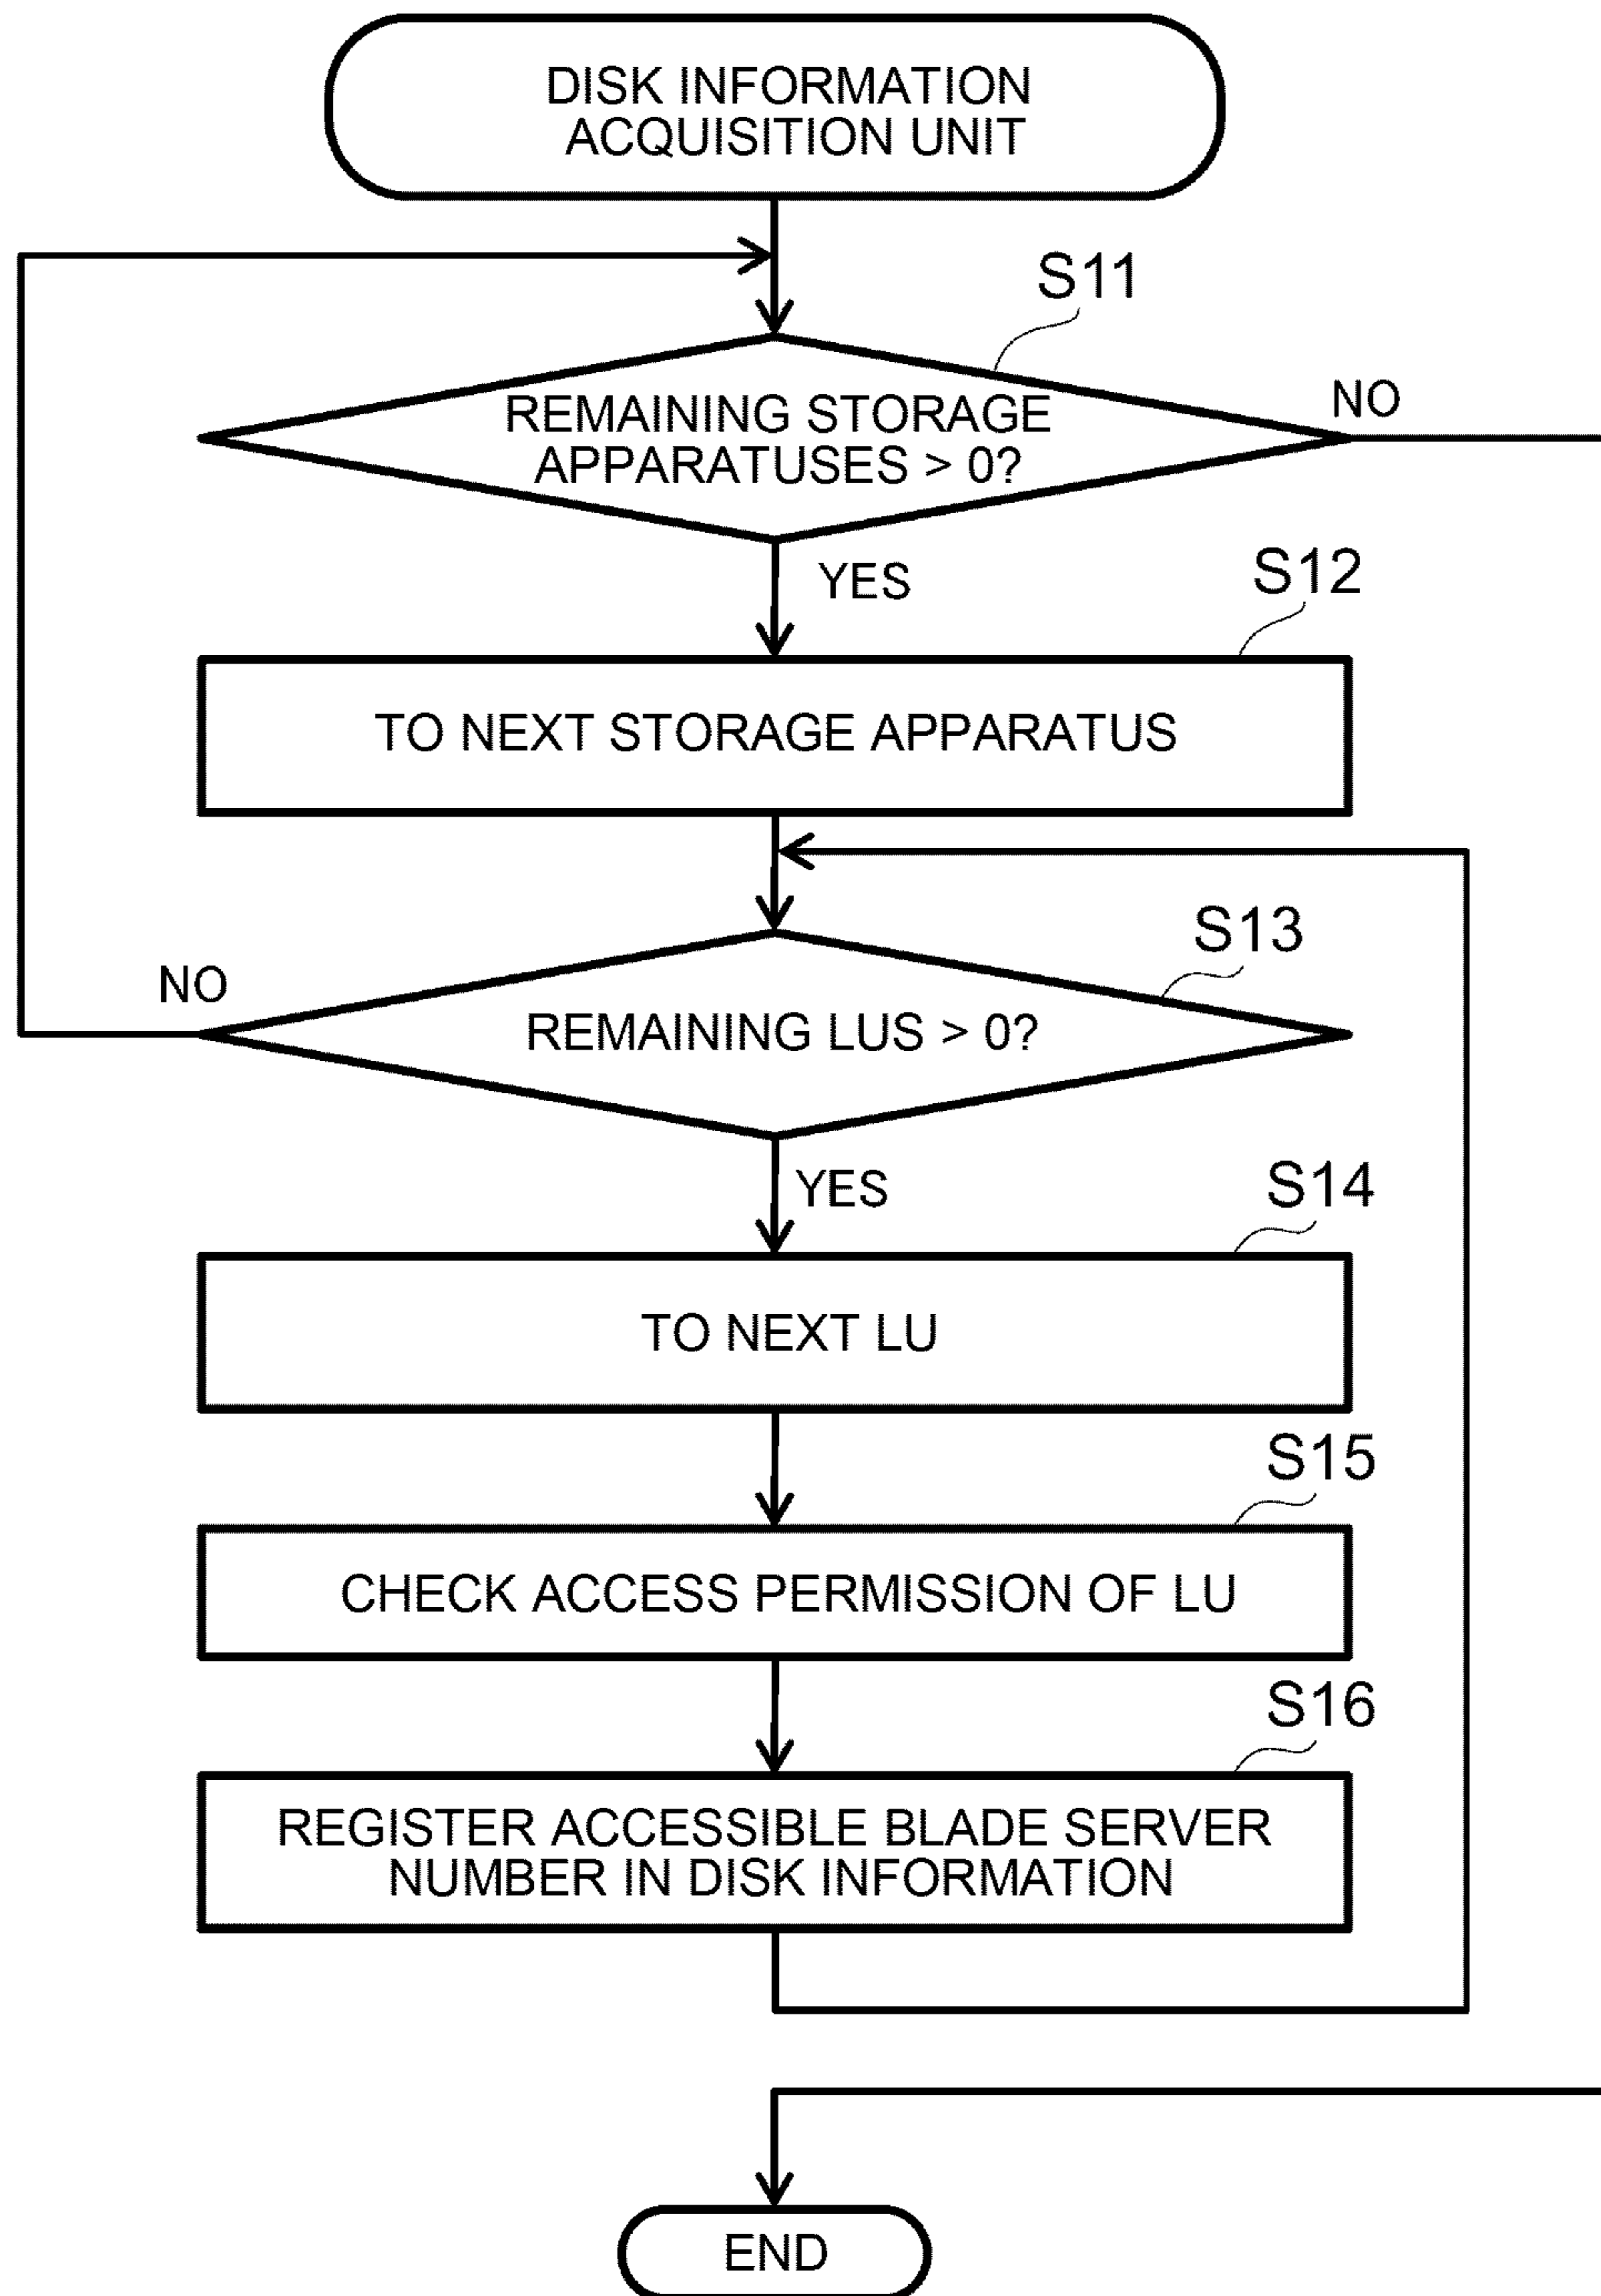 DISK INFORMATION
ACQUISITION UNIT
S11
REMAINING STORAGE
APPARATUSES > 0?
NO
YES
S12
TO NEXT STORAGE APPARATUS
S13
NO
REMAINING LUS > 0?
YES
S14
TO NEXT LU
S15
CHECK ACCESS PERMISSION OF LU
S16
REGISTER ACCESSIBLE BLADE SERVER
NUMBER IN DISK INFORMATION
END